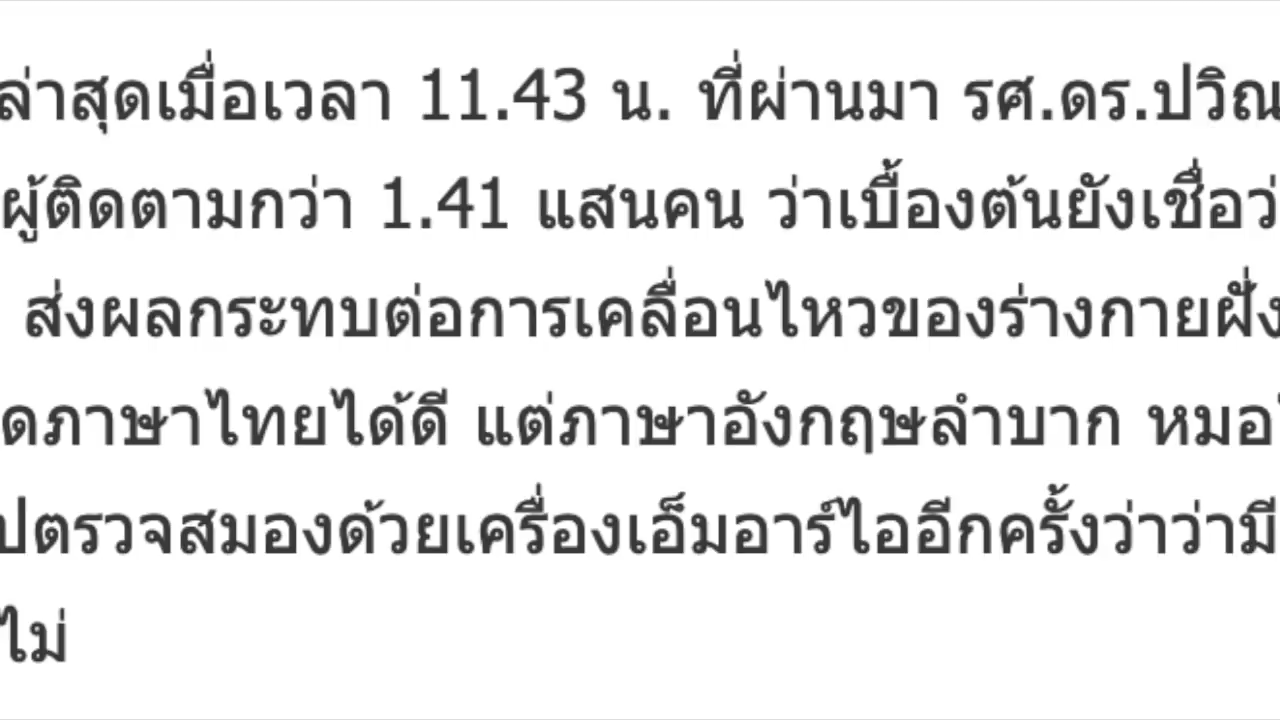 ล่าสุดเมื่อเวลา 11.43 น. ที่ผ่านมา รศ.ดร.ปวิณ
ผู้ติดตามกว่า 1.41 แสนคน ว่าเบื้องต้นยังเชื่อว่
ส่งผลกระทบต่อการเคลื่อนไหวของร่างกายฝั่ง
ดภาษาไทยได้ดี แต่ภาษาอังกฤษลำบาก หมอ
ปตรวจสมองด้วยเครื่องเอ็มอาร์ไออีกครั้งว่าว่ามี
ไม่